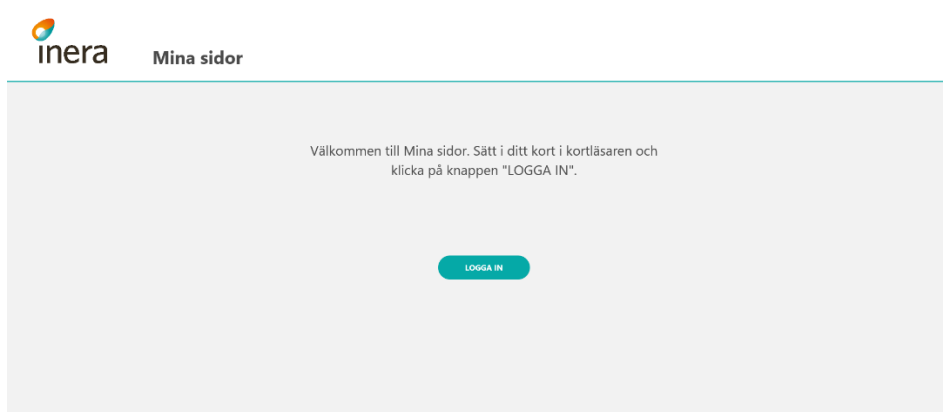 inera
Mina sidor
Välkommen till Mina sidor. Sätt i ditt kort i kortläsaren och
klicka på knappen "LOGGA IN".
LOGGA IN